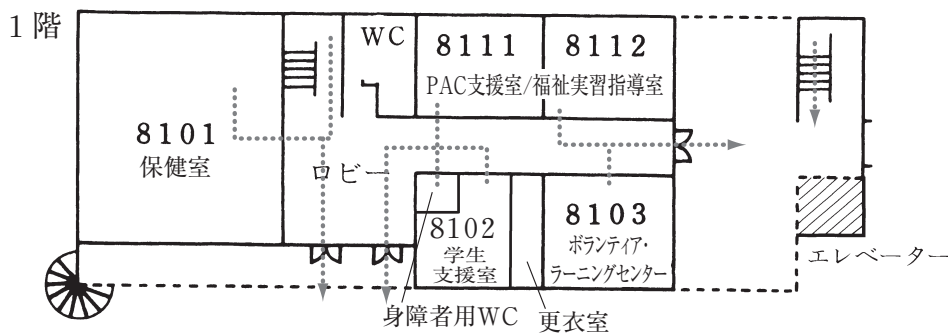 1階
WC
8111
8112
PAC支援室/福祉実習指導室
8101
保健室
ロビー
8102
学生
支援室
8103
ボランティア・
ラーニングセンター
エレベーター
身障者用WC
更衣室